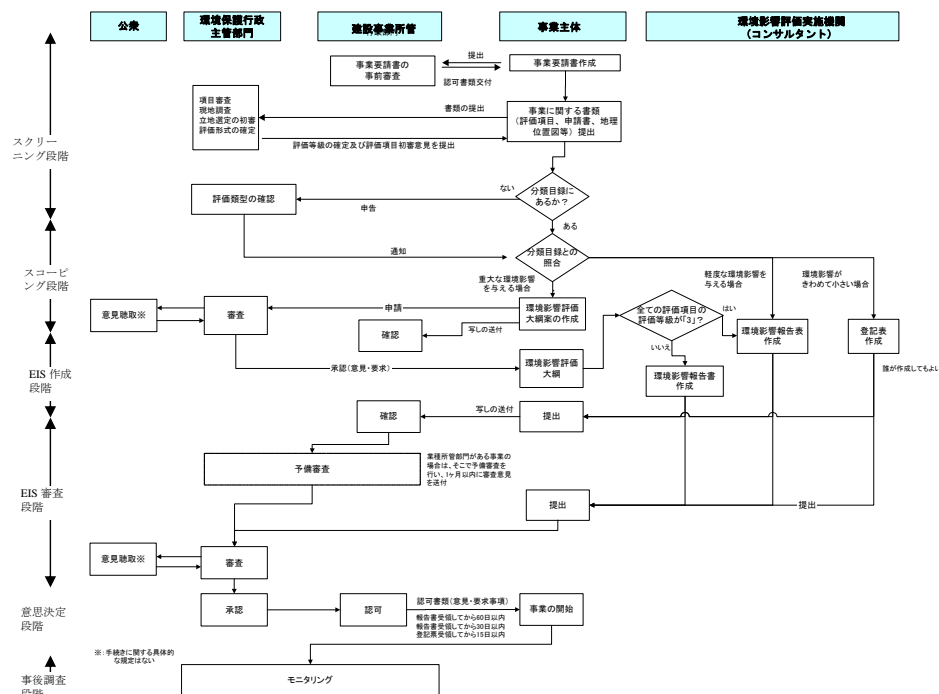 公衆
環境保護行政
主管部門
建設事業所管
事業主体
環境影響評価実施機関
（コンサルタント）
スクリー
ニング段階
事業要請書の
事前審査
提出
認可書類交付
事業要請書作成
項目審査
現地調査
立地選定の初審
評価形式の確定
書類の提出
評価等級の確定及び評価項目初審意見を提出
事業に関する書類
（評価項目、申請書、地理
位置図等）提出
評価類型の確認
ない
申告
分類目録に
あるか？
ある
スコーピ
ング段階
通知
分類目録との
照合
重大な環境影響
を与える場合
軽度な環境影響を
与える場合
環境影響が
きわめて小さい場合
意見聴取※
審査
申請
確認
写しの送付
環境影響評価
大綱案の作成
全ての評価項目の
評価等級が「3」？
はい
いいえ
環境影響報告表
作成
登記表
作成
EIS 作成
段階
承認（意見・要求）
環境影響評価
大綱
環境影響報告書
作成
誰が作成してもよい
確認
写しの送付
提出
EIS 審査
段階
予備審査
業種所管部門がある事業の
場合は、そこで予備審査を
行い、1ヶ月以内に審査意見
を送付
提出
提出
意見聴取※
審査
意思決定
段階
承認
認可
認可書類（意見・要求事項）
報告書受領してから60日以内
報告書受領してから30日以内
登記票受領してから15日以内
事業の開始
※：手続きに関する具体的
な規定はない
事後調査
段階
モニタリング